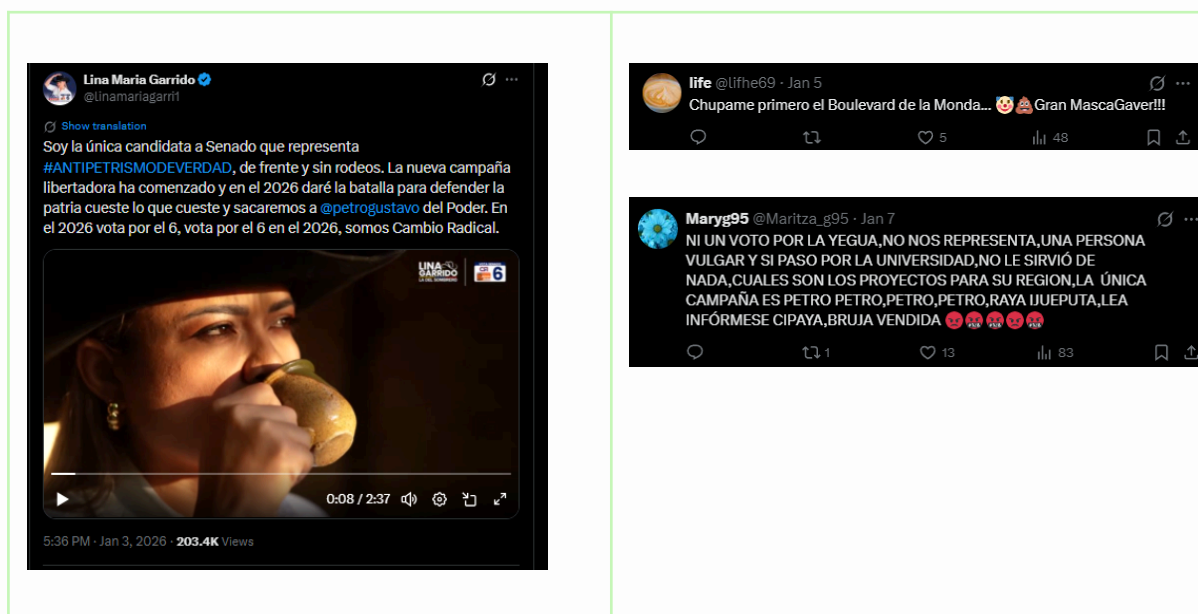 Lina Maria Garrido
@linamariagarri1
Show translation
Soy la única candidata a Senado que representa
#ANTIPETRISMODEVERDAD, de frente y sin rodeos. La nueva campaña
libertadora ha comenzado y en el 2026 daré la batalla para defender la
patria cueste lo que cueste y sacaremos a @petrogustavo del Poder. En
el 2026 vota por el 6, vota por el 6 en el 2026, somos Cambio Radical.
LINA
GARRIDO
CR 6
0:08 / 2:37
5:36 PM · Jan 3, 2026 · 203.4K Views
life @lifhe69 · Jan 5
Chupame primero el Boulevard de la Monda... 🤡💩Gran MascaGaver!!!
5 48
Maryg95 @Maritza_g95 · Jan 7
NI UN VOTO POR LA YEGUA,NO NOS REPRESENTA,UNA PERSONA
VULGAR Y SI PASO POR LA UNIVERSIDAD,NO LE SIRVIÓ DE
NADA,CUALES SON LOS PROYECTOS PARA SU REGION,LA ÚNICA
CAMPAÑA ES PETRO PETRO,PETRO,PETRO,RAYA IJUEPUTA,LEA
INFÓRMESE CIPAYA,BRUJA VENDIDA 😡🤬🤬😡🤬
1 13 83